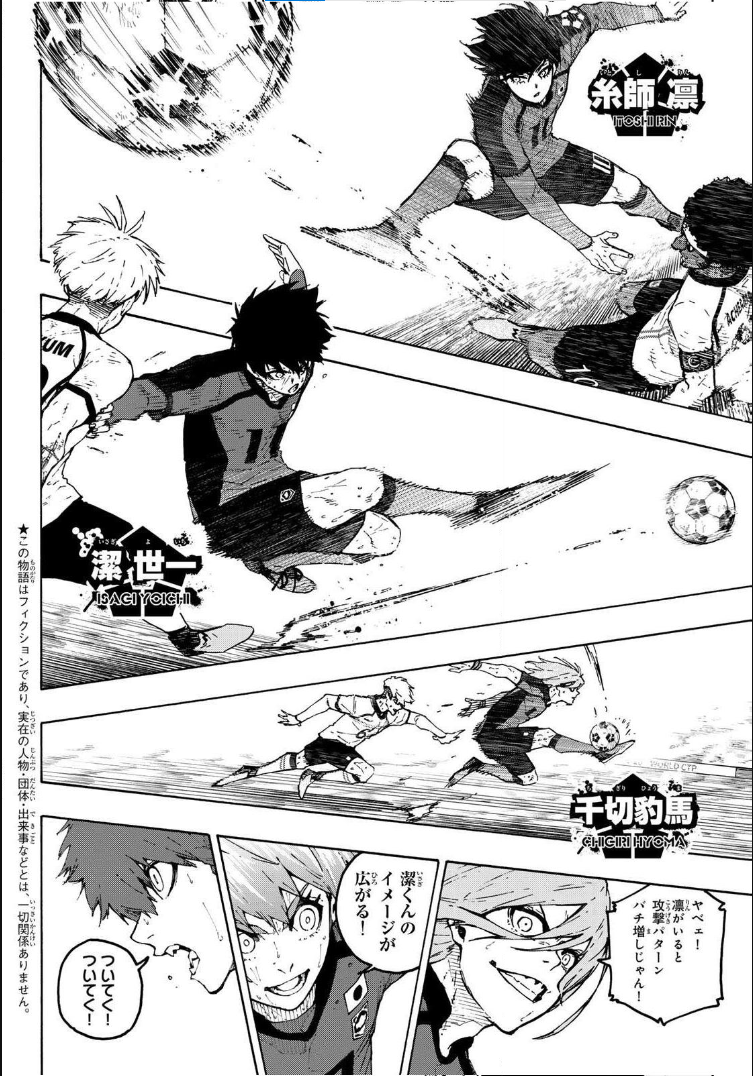 糸師 凛
ITOSHI RIN
11
10
潔 世一
ISAGI YOICHI
11
千切豹馬
CHIGIRI HYOMA
ヤベェ!
凛がいると
攻撃パターン
バチ増しじゃん!
潔くんの
イメージが
広がる!
ついてく!
ついてく!
★この物語はフィクションであり、実在の人物・団体・出来事などとは、一切関係ありません。